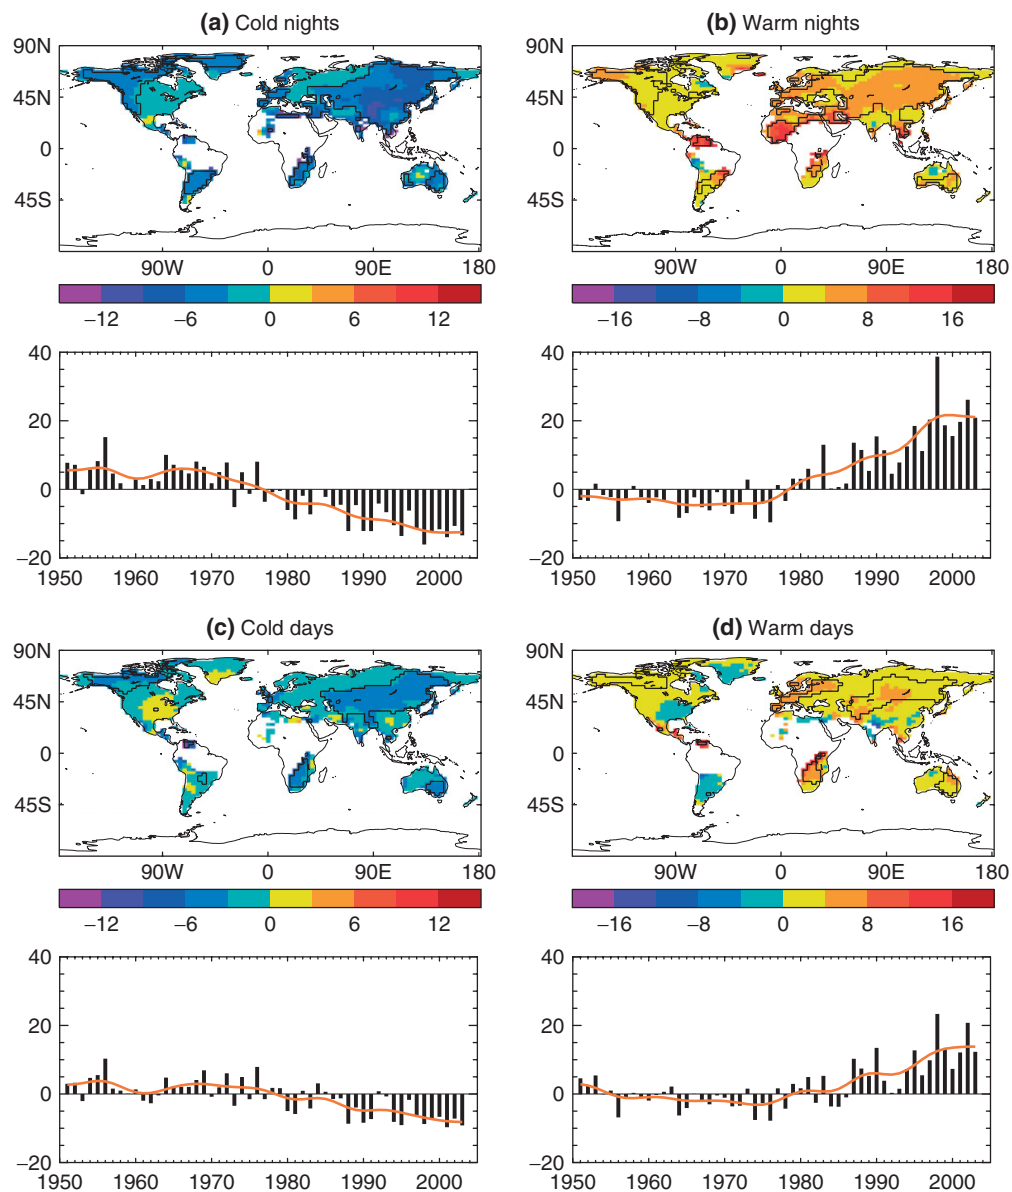 (a) Cold nights
90N
45N
0
45S
90W 0 90E 180
−12 −6 0 6 12
40
20
0
−20
1950 1960 1970 1980 1990 2000
(b) Warm nights
90N
45N
0
45S
90W 0 90E 180
−16 −8 0 8 16
40
20
0
−20
1950 1960 1970 1980 1990 2000
(c) Cold days
90N
45N
0
45S
90W 0 90E 180
−12 −6 0 6 12
40
20
0
−20
1950 1960 1970 1980 1990 2000
(d) Warm days
90N
45N
0
45S
90W 0 90E 180
−16 −8 0 8 16
40
20
0
−20
1950 1960 1970 1980 1990 2000